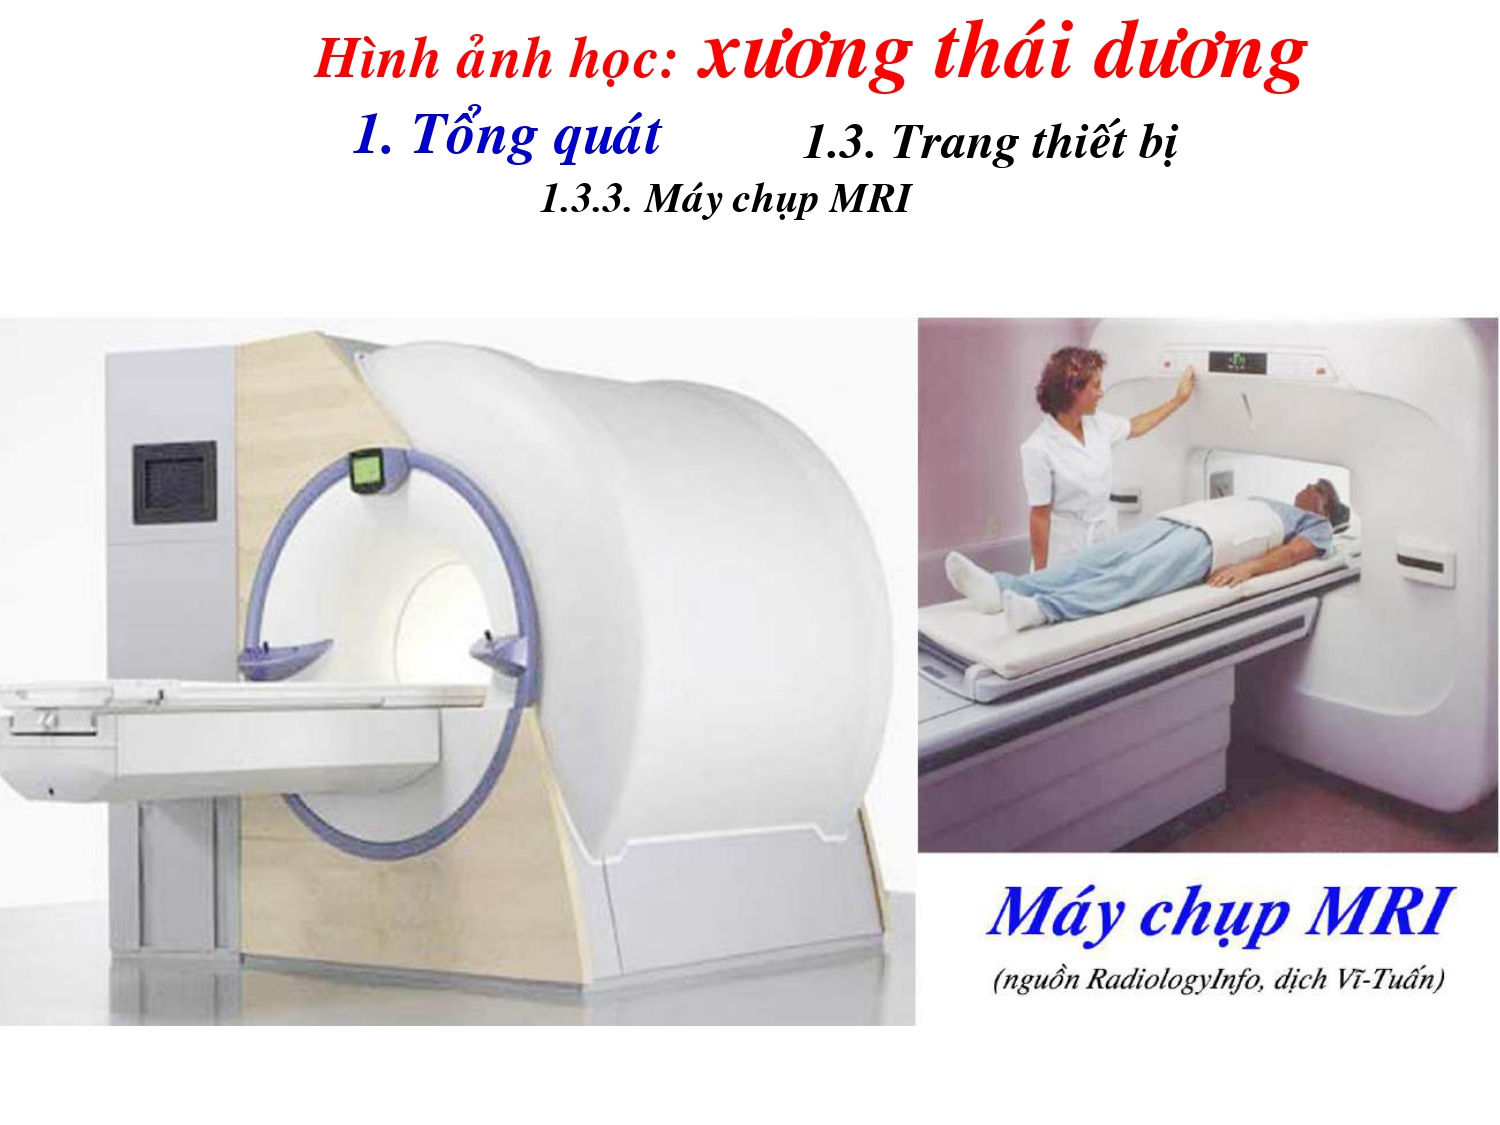 Hình ảnh học: xương thái dương
1. Tổng quát 1.3. Trang thiết bị
1.3.3. Máy chụp MRI
Máy chụp MRI
(nguồn RadiologyInfo, dịch Vĩ-Tuấn)